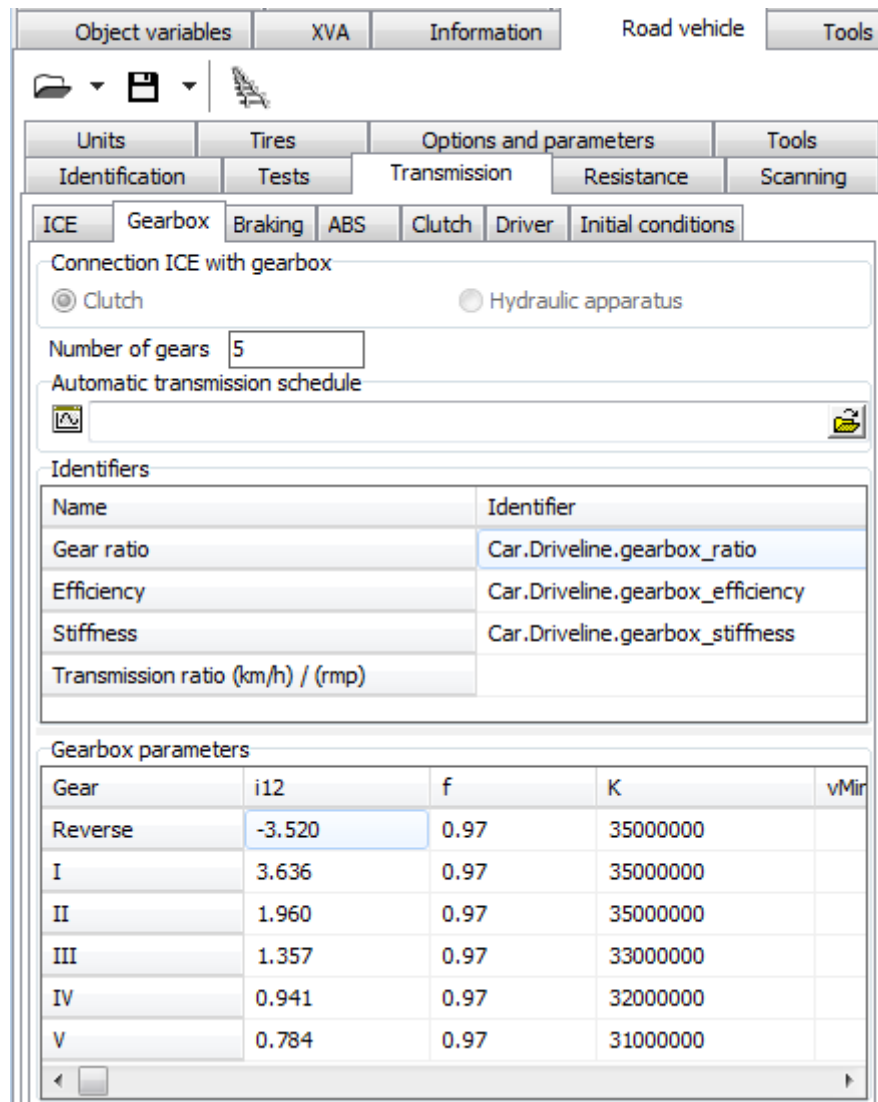 Object variables XVA Information Road vehicle Tools
Units Tires Options and parameters Tools
Identification Tests Transmission Resistance Scanning
ICE Gearbox Braking ABS Clutch Driver Initial conditions
Connection ICE with gearbox
Clutch Hydraulic apparatus
Number of gears 5
Automatic transmission schedule
Identifiers
Name Identifier
Gear ratio Car.Driveline.gearbox_ratio
Efficiency Car.Driveline.gearbox_efficiency
Stiffness Car.Driveline.gearbox_stiffness
Transmission ratio (km/h) / (rmp)
Gearbox parameters
Gear i12 f K vMir
Reverse -3.520 0.97 35000000
I 3.636 0.97 35000000
II 1.960 0.97 35000000
III 1.357 0.97 33000000
IV 0.941 0.97 32000000
V 0.784 0.97 31000000